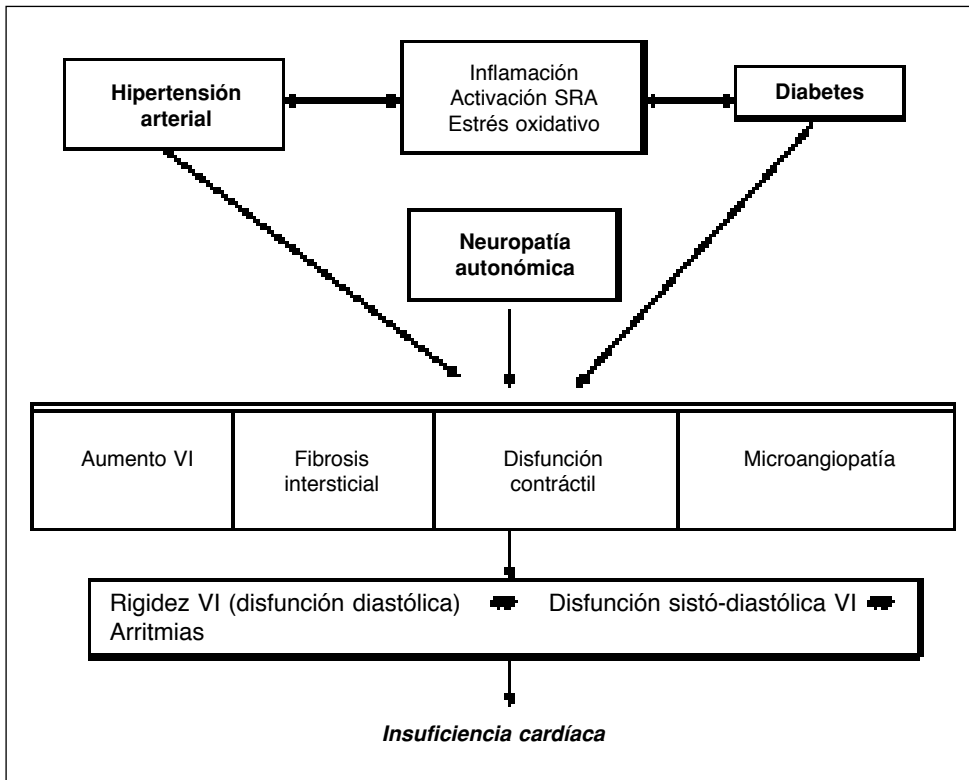 Hipertensión
arterial
Inflamación
Activación SRA
Estrés oxidativo
Diabetes
Neuropatía
autonómica
Aumento VI
Fibrosis
intersticial
Disfunción
contráctil
Microangiopatía
Rigidez VI (disfunción diastólica) Disfunción sistó-diastólica VI
Arritmias
Insuficiencia cardíaca